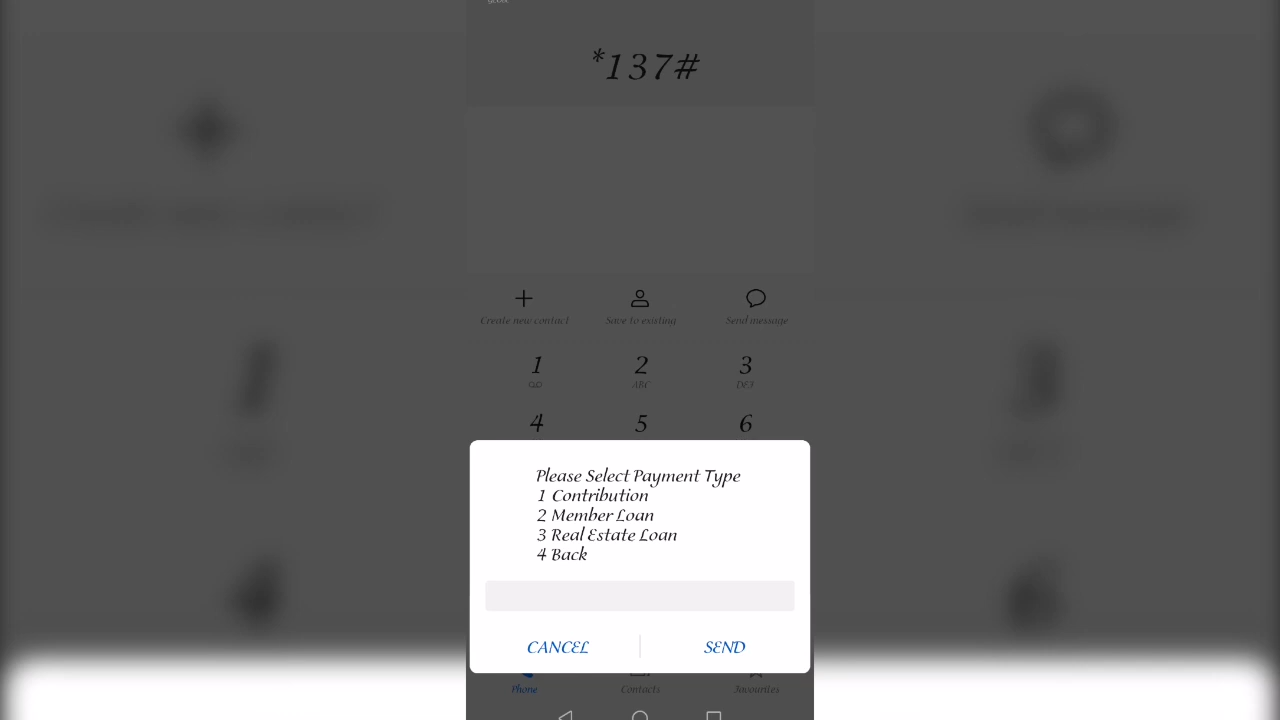 *137#
Create new contact
Save to existing
Send message
1
2
3
ABC
DEF
4
5
6
Please Select Payment Type
1 Contribution
2 Member Loan
3 Real Estate Loan
4 Back
CANCEL
SEND
Phone
Contacts
Favourites